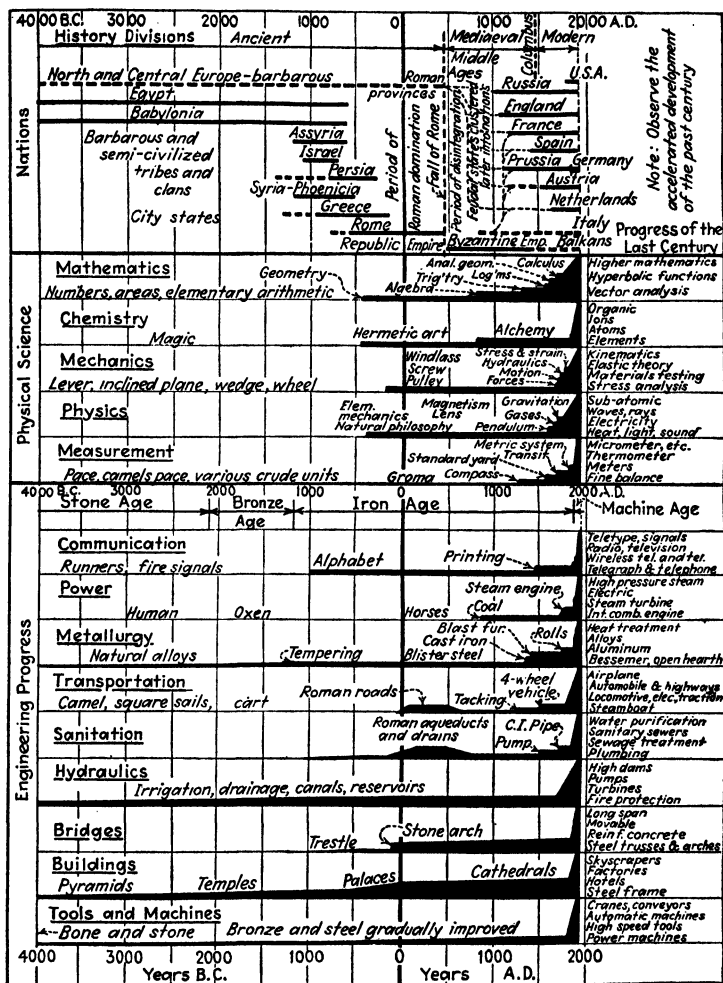 4000 B.C. 3000 2000 1000 0 1000 2000 A.D.
History Divisions Ancient Mediaeval Modern
Columbus
Middle Ages
North and Central Europe-barbarous Roman provinces
U.S.A.
Egypt
Babylonia
Barbarous and semi-civilized tribes and clans
City states
Assyria
Israel
Persia
Syria-Phoenicia
Greece
Rome
Republic Empire Byzantine Emp. Balkans
Period of
Roman domination
Fall of Rome
Period of disintegration
Feudal states clustered
later into nations
Russia
England
France
Spain
Prussia Germany
Austria
Netherlands
Italy
Note: Observe the
accelerated development
of the past century
Progress of the
Last Century
Nations
Physical Science
Mathematics
Numbers, areas, elementary arithmetic
Geometry
Algebra
Trig'try
Log'ms
Anal. geom.
Calculus
Higher mathematics
Hyperbolic functions
Vector analysis
Chemistry
Magic
Hermetic art
Alchemy
Organic
Ions
Atoms
Elements
Mechanics
Lever, inclined plane, wedge, wheel
Windlass
Screw
Pulley
Stress & strain
Hydraulics
Motion
Forces
Kinematics
Elastic theory
Materials testing
Stress analysis
Physics
Elem. mechanics
Natural philosophy
Magnetism
Lens
Gravitation
Gases
Pendulum
Sub-atomic
Waves, rays
Electricity
Heat, light, sound
Measurement
Pace, camels pace, various crude units
Groma
Metric system
Transit
Standard yard
Compass
Micrometer, etc.
Thermometer
Meters
Fine balance
4000 B.C. 3000 2000 1000 0 1000 2000 A.D.
Stone Age Bronze Age Iron Age
Machine Age
Engineering Progress
Communication
Runners, fire signals
Alphabet
Printing
Teletype, signals
Radio, television
Wireless tel. and tel.
Telegraph & telephone
Power
Human Oxen Horses
Coal
Steam engine
High pressure steam
Electric
Steam turbine
Int. comb. engine
Metallurgy
Natural alloys
Tempering
Blister steel
Cast iron
Blast fur.
Rolls
Heat treatment
Alloys
Aluminum
Bessemer, open hearth
Transportation
Camel, square sails, cart
Roman roads
Tacking
4-wheel vehicle
Airplane
Automobile & highways
Locomotive, elec. traction
Steamboat
Sanitation
Roman aqueducts and drains
Pump
C.I. Pipe
Water purification
Sanitary sewers
Sewage treatment
Plumbing
Hydraulics
Irrigation, drainage, canals, reservoirs
High dams
Pumps
Turbines
Fire protection
Bridges
Trestle
Stone arch
Long span
Movable
Reinf. concrete
Steel trusses & arches
Buildings
Pyramids Temples Palaces Cathedrals
Skyscrapers
Factories
Hotels
Steel frame
Tools and Machines
Bone and stone Bronze and steel gradually improved
Cranes, conveyors
Automatic machines
High speed tools
Power machines
4000 3000 2000 1000 0 1000 2000
Years B.C. Years A.D.